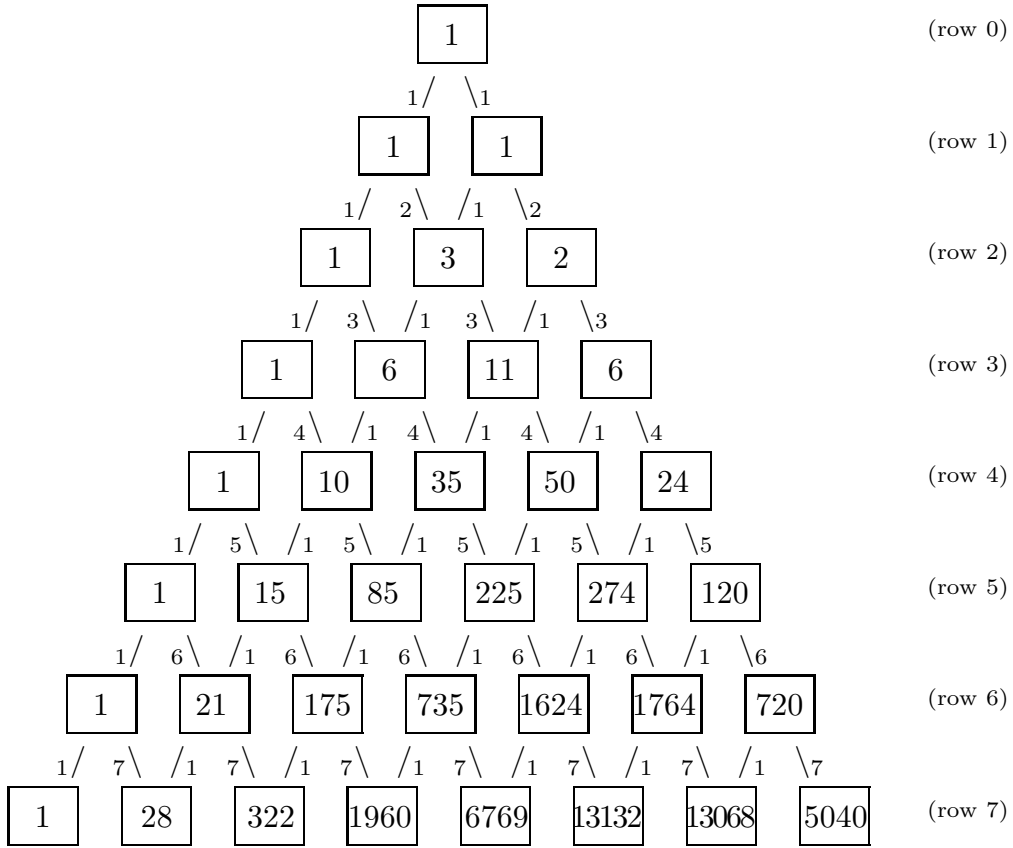 1 (row 0)
1 1
1 1 (row 1)
1 2 1 2
1 3 2 (row 2)
1 3 1 3 1 3
1 6 11 6 (row 3)
1 4 1 4 1 4 1 4
1 10 35 50 24 (row 4)
1 5 1 5 1 5 1 5 1 5
1 15 85 225 274 120 (row 5)
1 6 1 6 1 6 1 6 1 6 1 6
1 21 175 735 1624 1764 720 (row 6)
1 7 1 7 1 7 1 7 1 7 1 7 1 7
1 28 322 1960 6769 13132 13068 5040 (row 7)